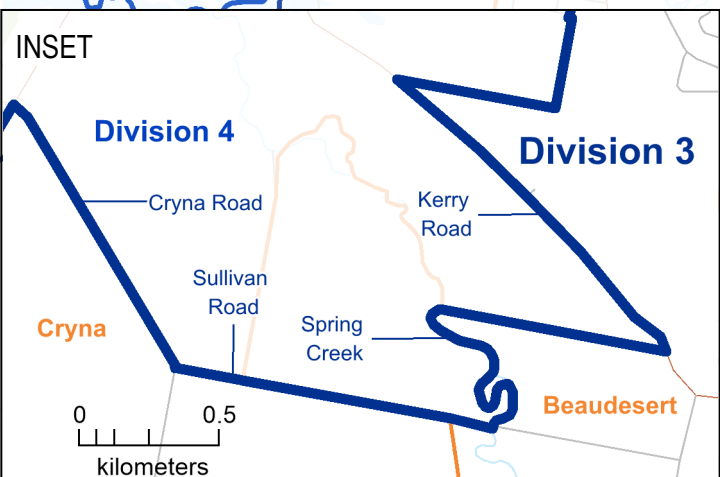 INSET
Division 4
Division 3
Cryna Road
Kerry
Road
Sullivan
Road
Cryna
Spring
Creek
Beaudesert
0 0.5
kilometers